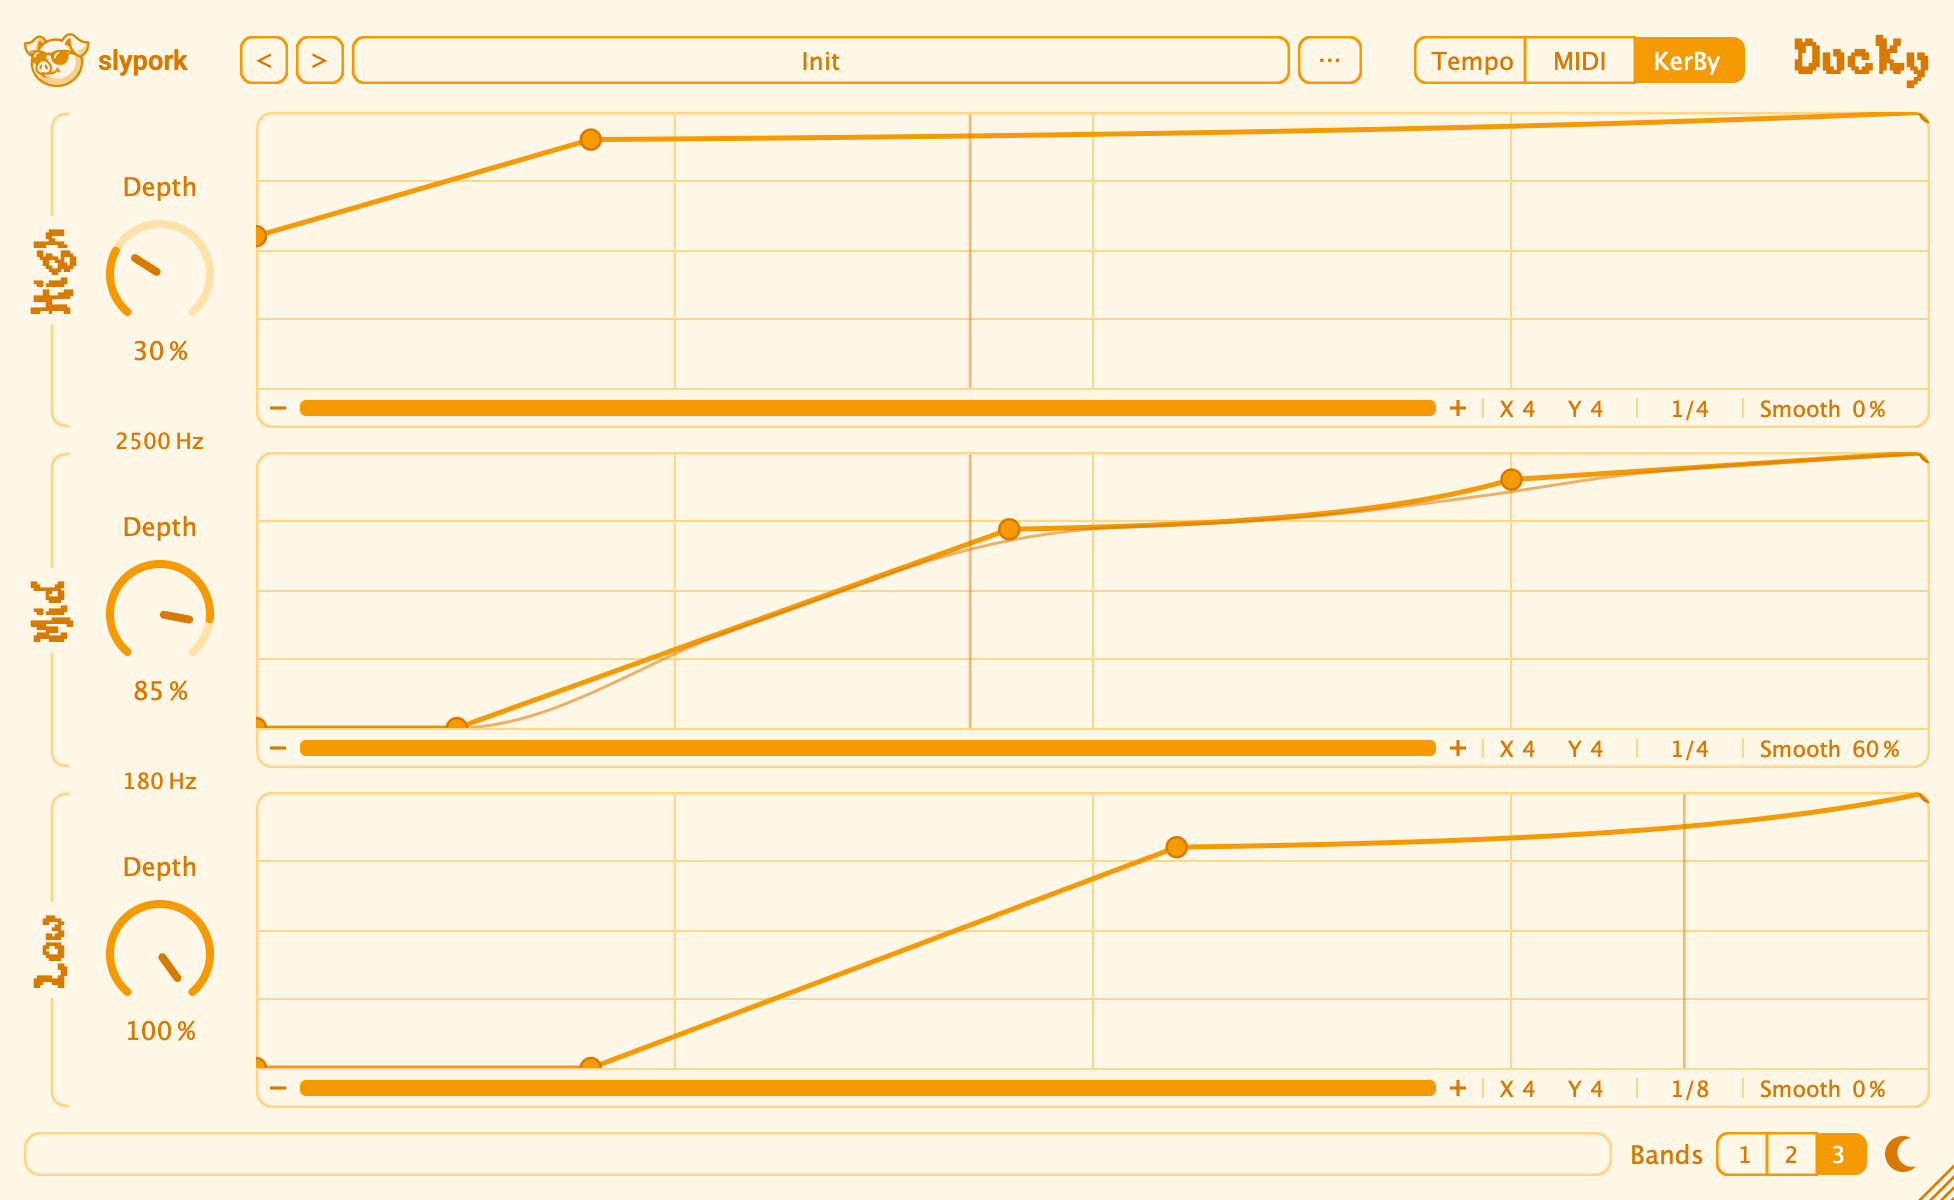 slypork < > Init ... Tempo MIDI KerBy Ducky
High
Depth
30 %
− + X 4 Y 4 1/4 Smooth 0 %
2500 Hz
Mid
Depth
85 %
− + X 4 Y 4 1/4 Smooth 60 %
180 Hz
Low
Depth
100 %
− + X 4 Y 4 1/8 Smooth 0 %
Bands 1 2 3